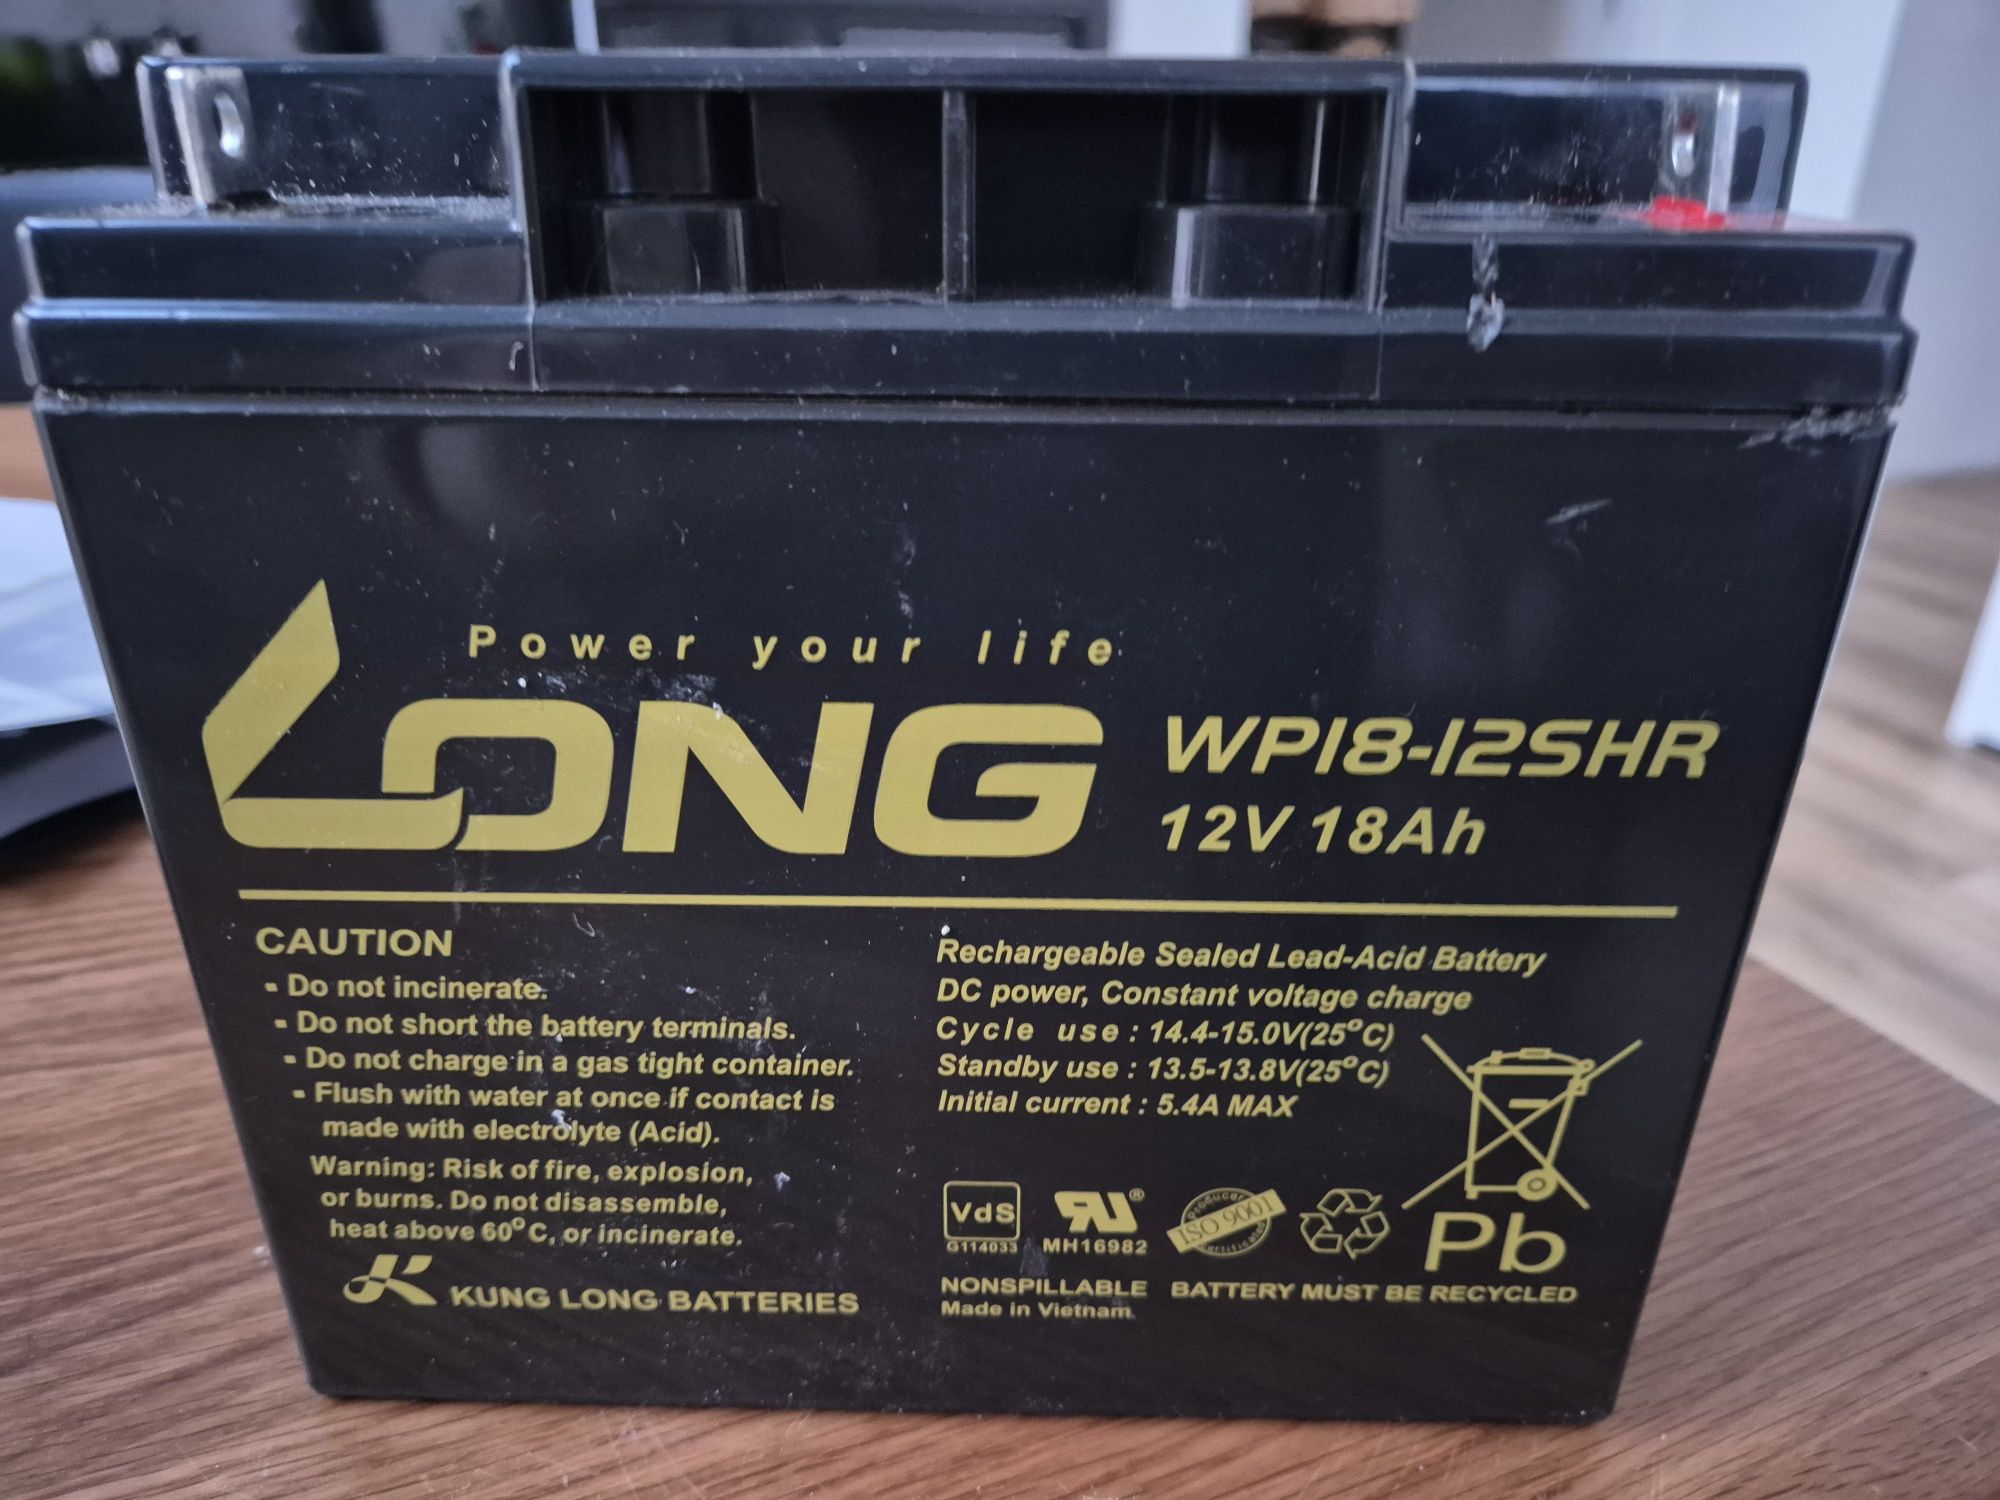 Power your life
LONG
WP18-12SHR
12V 18Ah
CAUTION
- Do not incinerate.
- Do not short the battery terminals.
- Do not charge in a gas tight container.
- Flush with water at once if contact is
made with electrolyte (Acid).
Warning: Risk of fire, explosion,
or burns. Do not disassemble,
heat above 60°C, or incinerate.
KUNG LONG BATTERIES
Rechargeable Sealed Lead-Acid Battery
DC power, Constant voltage charge
Cycle use : 14.4-15.0V(25°C)
Standby use : 13.5-13.8V(25°C)
Initial current : 5.4A MAX
VdS
G114033
RU®
MH16982
Producer
ISO 9001
Pb
NONSPILLABLE BATTERY MUST BE RECYCLED
Made in Vietnam.